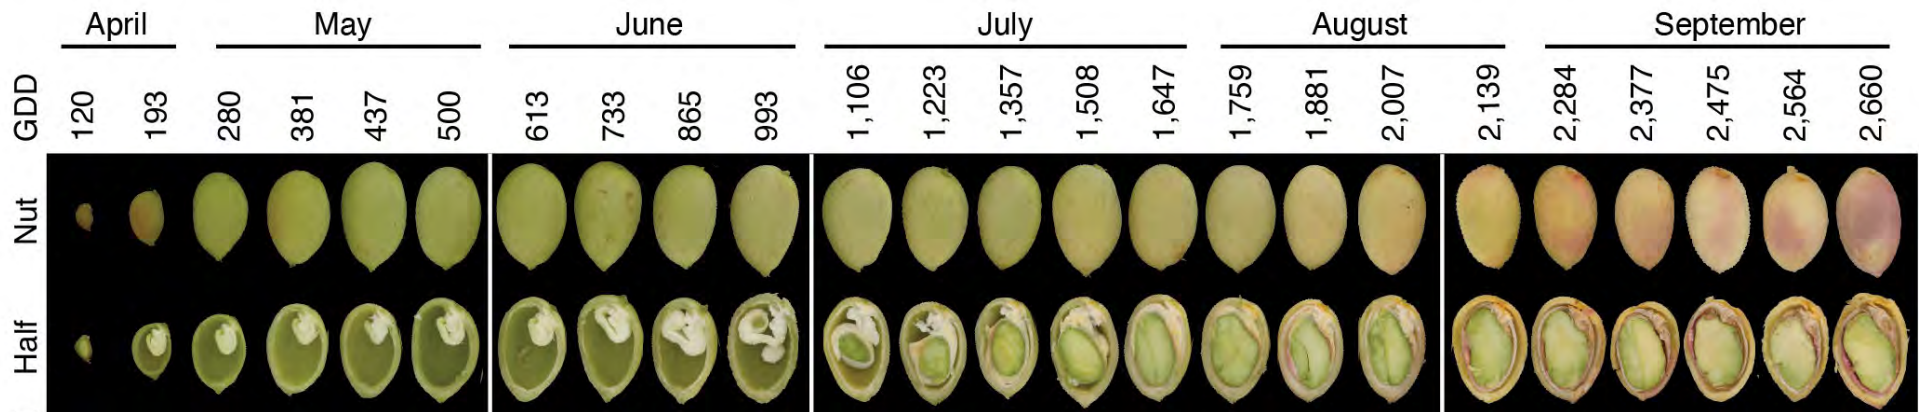 April May June July August September
GDD 120 193 280 381 437 500 613 733 865 993 1,106 1,223 1,357 1,508 1,647 1,759 1,881 2,007 2,139 2,284 2,377 2,475 2,564 2,660
Nut
Half